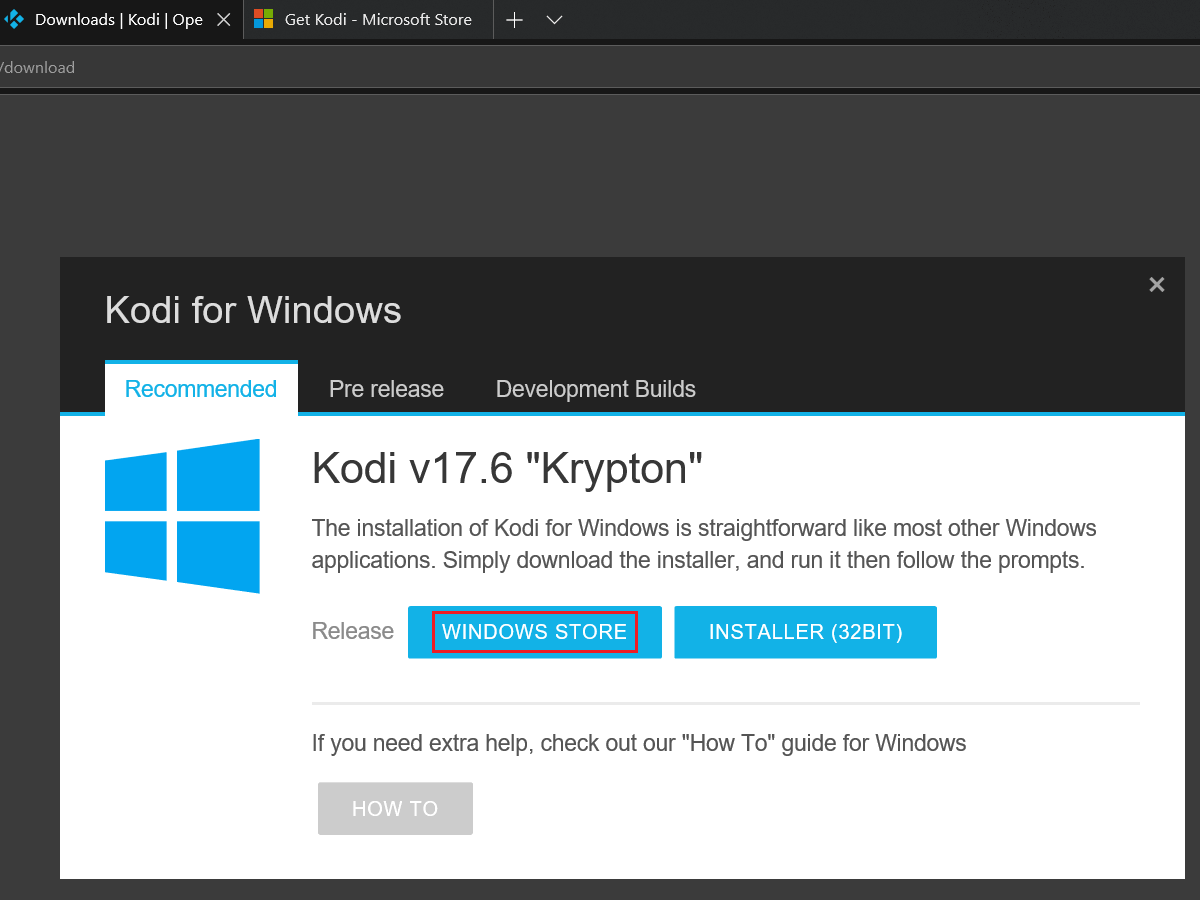 Downloads | Kodi | Ope
Get Kodi - Microsoft Store
/download
Kodi for Windows
Recommended
Pre release
Development Builds
Kodi v17.6 "Krypton"
The installation of Kodi for Windows is straightforward like most other Windows
applications. Simply download the installer, and run it then follow the prompts.
Release
WINDOWS STORE
INSTALLER (32BIT)
If you need extra help, check out our "How To" guide for Windows
HOW TO